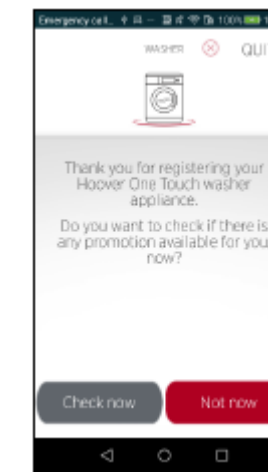 Emergency call... 100%
WASHER QUI
Thank you for registering your
Hoover One Touch washer
appliance.
Do you want to check if there is
any promotion available for you
now?
Check now Not now